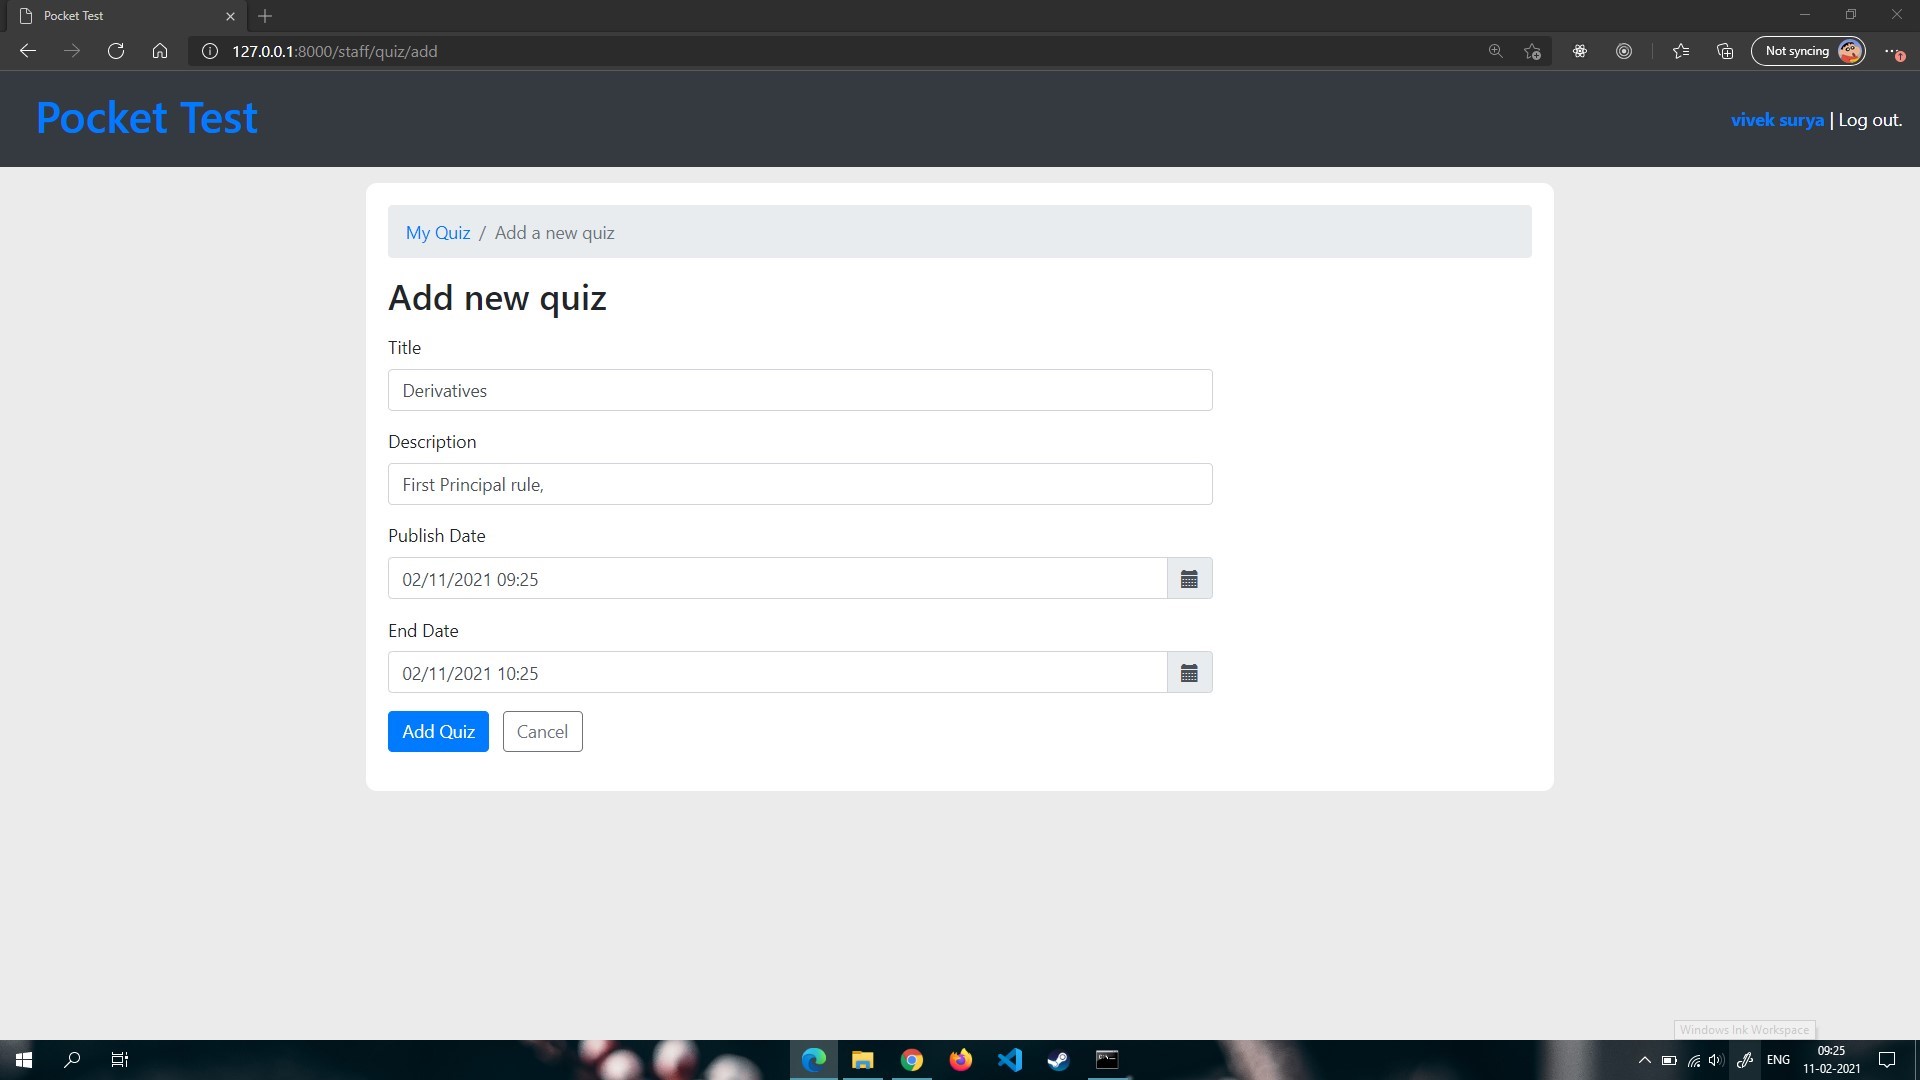 Pocket Test
127.0.0.1:8000/staff/quiz/add
Not syncing
Pocket Test
vivek surya | Log out.
My Quiz / Add a new quiz
Add new quiz
Title
Derivatives
Description
First Principal rule,
Publish Date
02/11/2021 09:25
End Date
02/11/2021 10:25
Add Quiz
Cancel
Windows Ink Workspace
ENG
09:25
11-02-2021